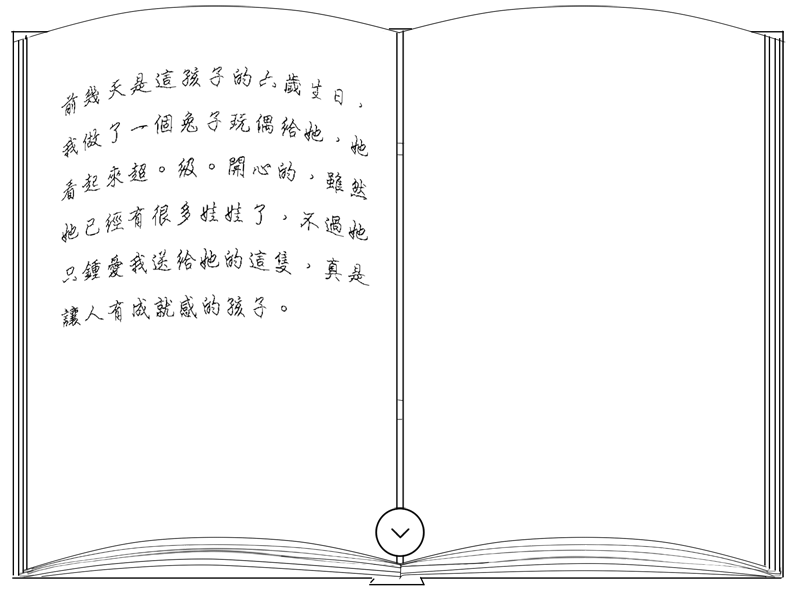 前幾天是這孩子的六歲生日，
我做了一個兔子玩偶給她，她
看起來超。級。開心的，雖然
她已經有很多娃娃了，不過她
只鍾愛我送給她的這隻，真是
讓人有成就感的孩子。